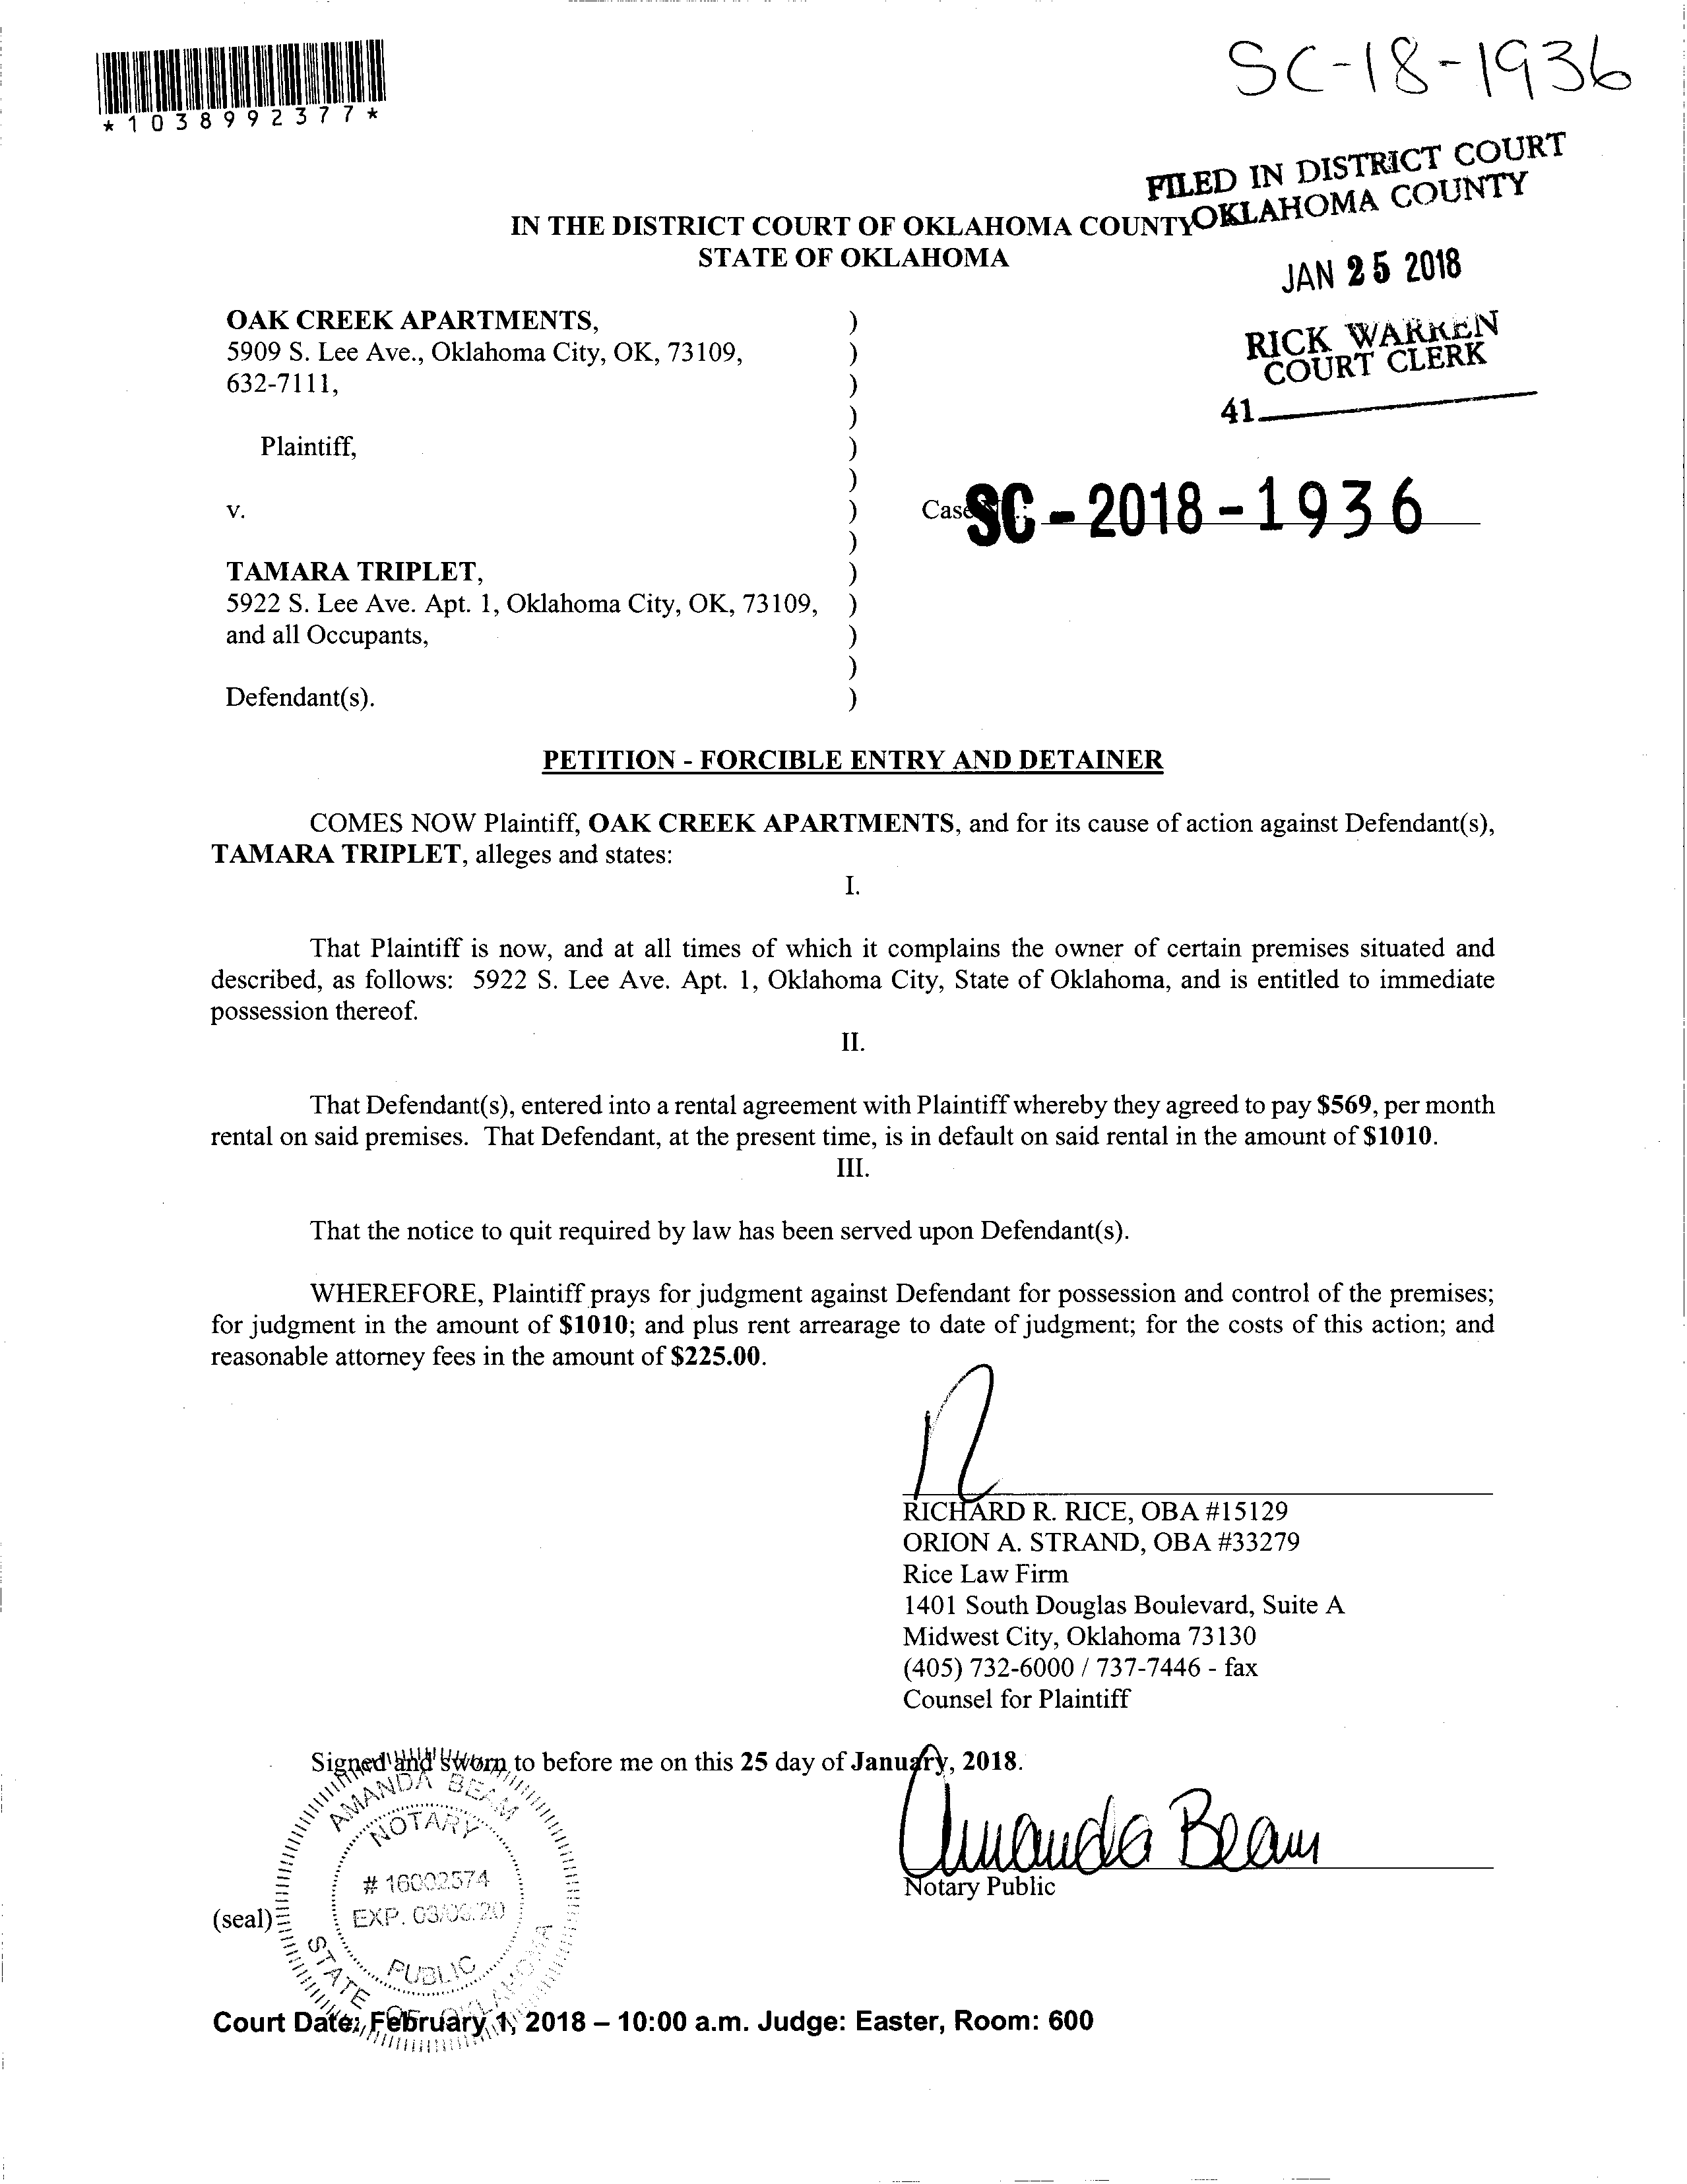 SC-18-1936
*1038992377*
FILED IN DISTRICT COURT
OKLAHOMA COUNTY
IN THE DISTRICT COURT OF OKLAHOMA COUNTY
STATE OF OKLAHOMA
JAN 25 2018
RICK WARREN
COURT CLERK
41
OAK CREEK APARTMENTS, )
5909 S. Lee Ave., Oklahoma City, OK, 73109, )
632-7111, )
)
Plaintiff, )
)
v. )
Case
SC-2018-1936
)
TAMARA TRIPLET, )
5922 S. Lee Ave. Apt. 1, Oklahoma City, OK, 73109, )
and all Occupants, )
)
Defendant(s). )
PETITION - FORCIBLE ENTRY AND DETAINER
COMES NOW Plaintiff, OAK CREEK APARTMENTS, and for its cause of action against Defendant(s),
TAMARA TRIPLET, alleges and states:
I.
That Plaintiff is now, and at all times of which it complains the owner of certain premises situated and
described, as follows: 5922 S. Lee Ave. Apt. 1, Oklahoma City, State of Oklahoma, and is entitled to immediate
possession thereof.
II.
That Defendant(s), entered into a rental agreement with Plaintiff whereby they agreed to pay $569, per month
rental on said premises. That Defendant, at the present time, is in default on said rental in the amount of $1010.
III.
That the notice to quit required by law has been served upon Defendant(s).
WHEREFORE, Plaintiff prays for judgment against Defendant for possession and control of the premises;
for judgment in the amount of $1010; and plus rent arrearage to date of judgment; for the costs of this action; and
reasonable attorney fees in the amount of $225.00.
RICHARD R. RICE, OBA #15129
ORION A. STRAND, OBA #33279
Rice Law Firm
1401 South Douglas Boulevard, Suite A
Midwest City, Oklahoma 73130
(405) 732-6000 / 737-7446 - fax
Counsel for Plaintiff
Signed and sworn to before me on this 25 day of January, 2018.
AMANDA BEAM
NOTARY
# 16002574
EXP. 03/06/20
PUBLIC
STATE OF OKLAHOMA
Amanda Beam
Notary Public
(seal)
Court Date: February 1, 2018 – 10:00 a.m. Judge: Easter, Room: 600